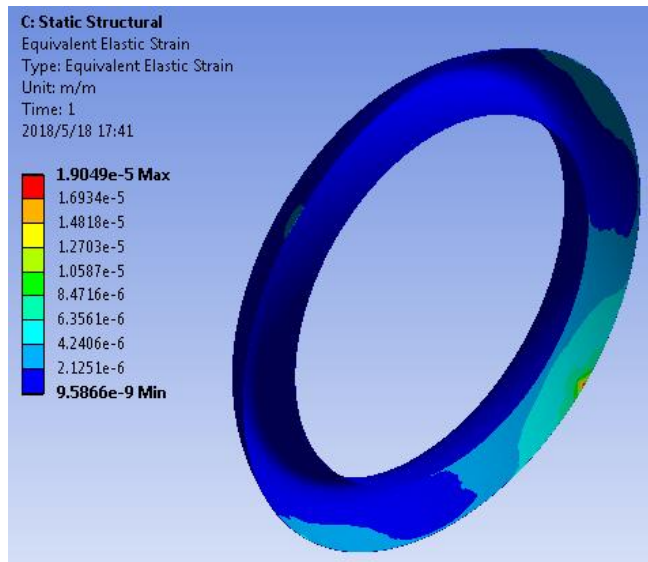 C: Static Structural
Equivalent Elastic Strain
Type: Equivalent Elastic Strain
Unit: m/m
Time: 1
2018/5/18 17:41
1.9049e-5 Max
1.6934e-5
1.4818e-5
1.2703e-5
1.0587e-5
8.4716e-6
6.3561e-6
4.2406e-6
2.1251e-6
9.5866e-9 Min